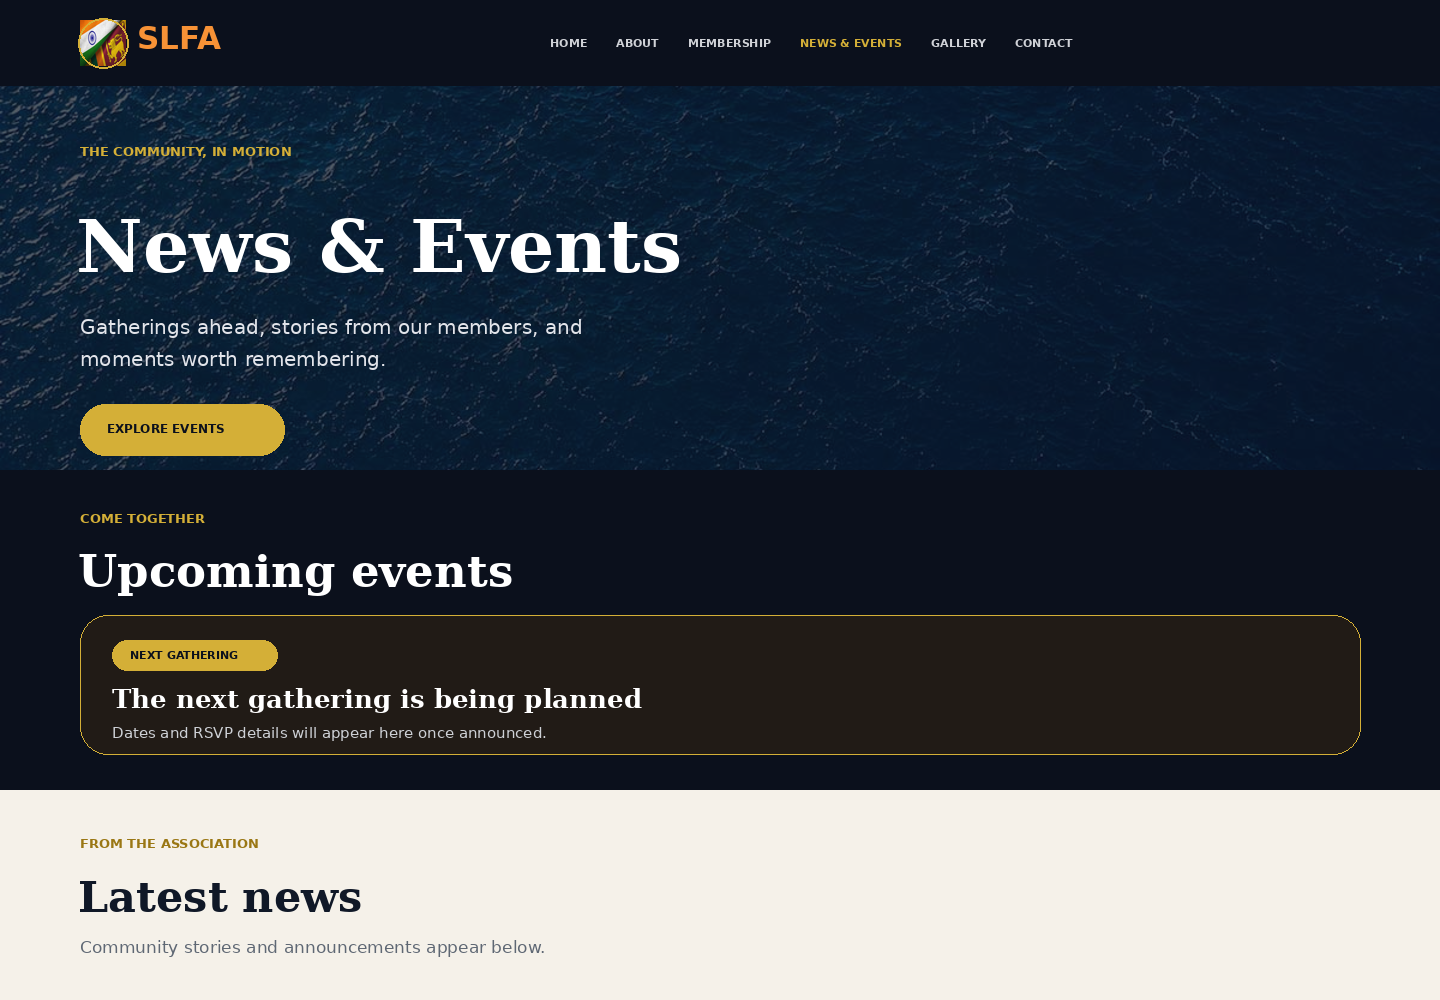 SLFA
HOME ABOUT MEMBERSHIP NEWS & EVENTS GALLERY CONTACT
THE COMMUNITY, IN MOTION
News & Events
Gatherings ahead, stories from our members, and
moments worth remembering.
EXPLORE EVENTS
COME TOGETHER
Upcoming events
NEXT GATHERING
The next gathering is being planned
Dates and RSVP details will appear here once announced.
FROM THE ASSOCIATION
Latest news
Community stories and announcements appear below.